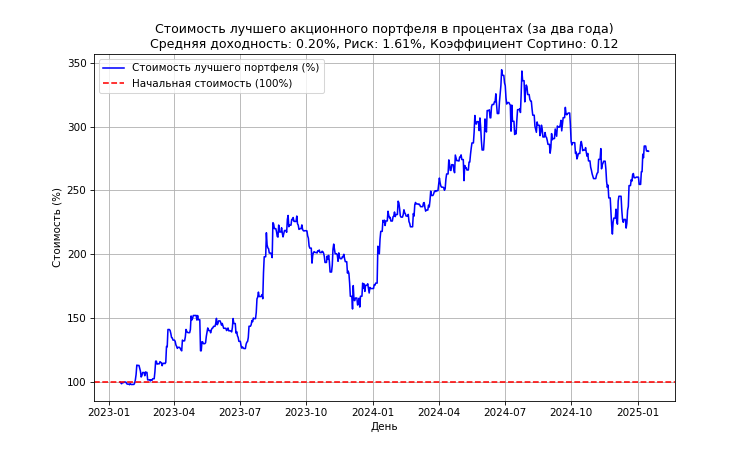 Стоимость лучшего акционного портфеля в процентах (за два года)
Средняя доходность: 0.20%, Риск: 1.61%, Коэффициент Сортино: 0.12
Стоимость лучшего портфеля (%)
Начальная стоимость (100%)
Стоимость (%)
350
300
250
200
150
100
2023-01 2023-04 2023-07 2023-10 2024-01 2024-04 2024-07 2024-10 2025-01
День